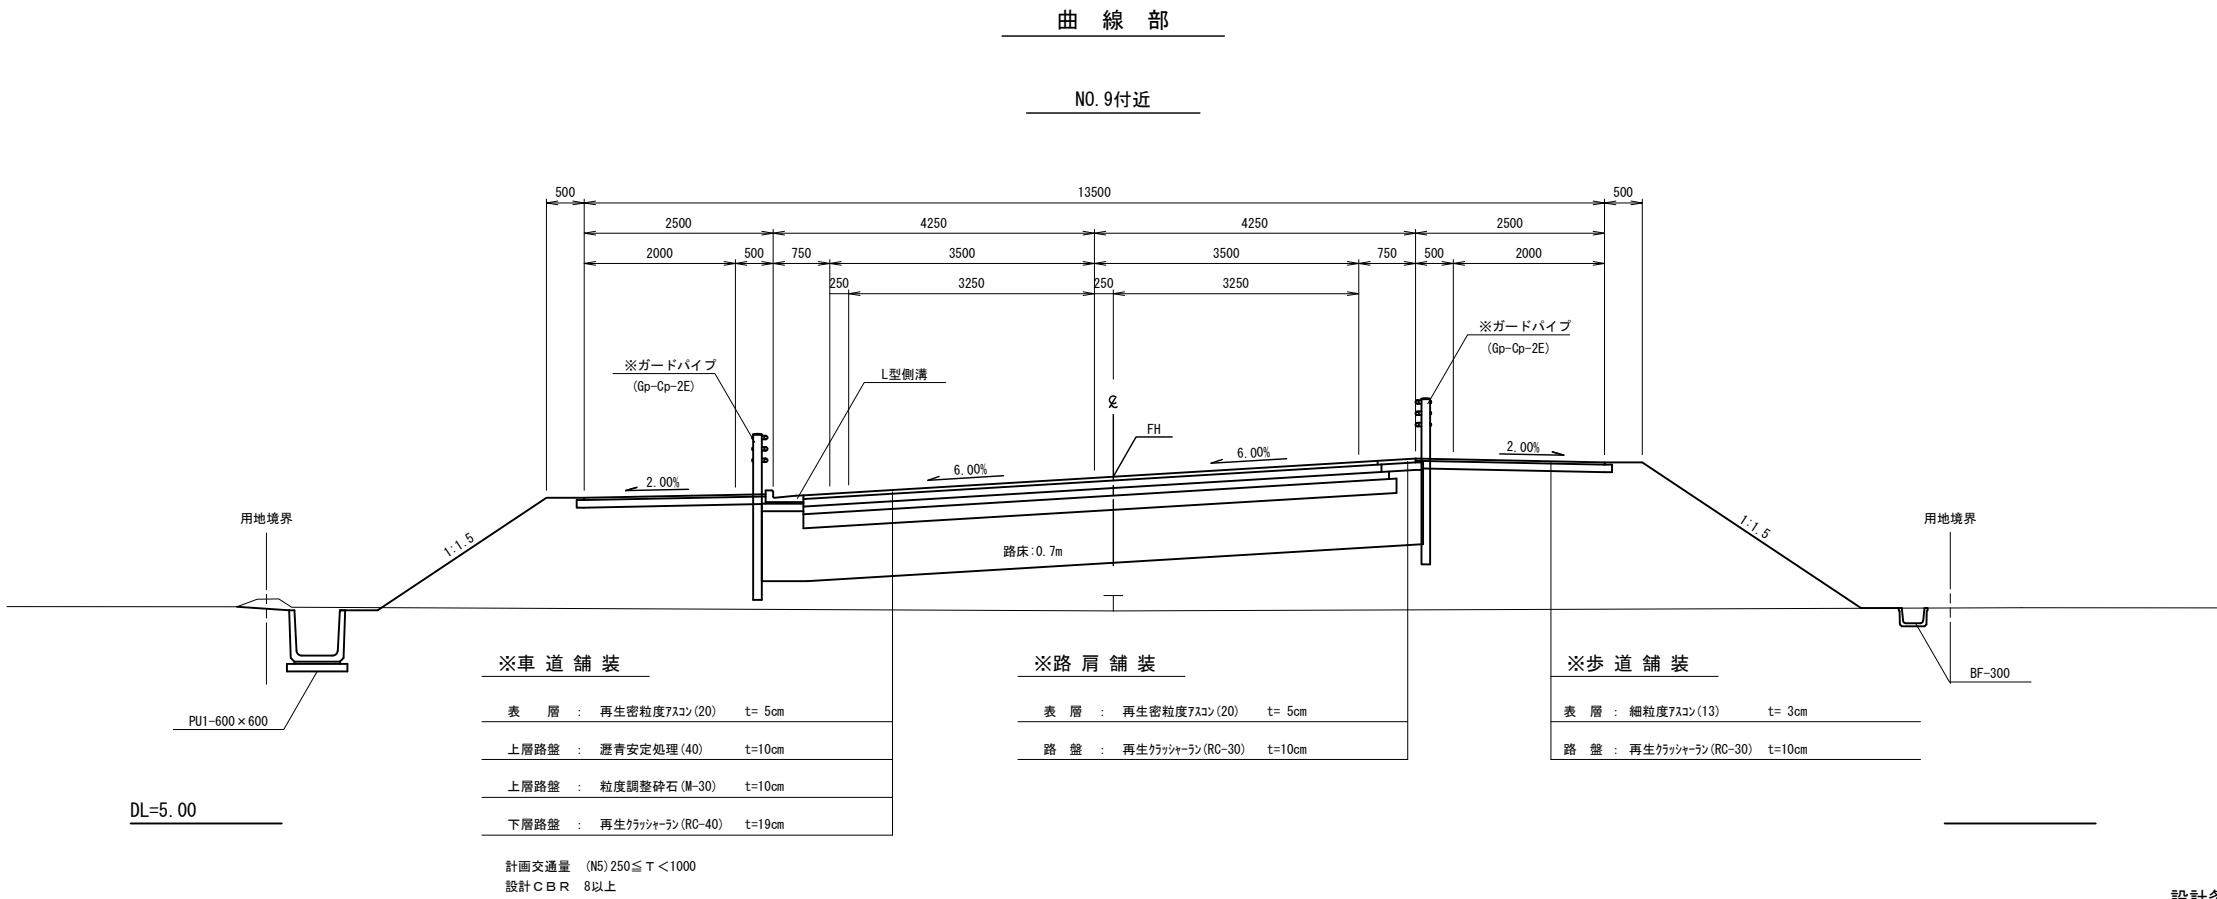 曲線部
NO.9付近
500 13500 500
2500 4250 4250 2500
2000 500 750 3500 3500 750 500 2000
250 3250 250 3250
※ガードパイプ
(Gp-Cp-2E)
※ガードパイプ
(Gp-Cp-2E)
L型側溝
℄
FH
6.00%
2.00%
6.00%
2.00%
用地境界
1:1.5
1:1.5
用地境界
路床:0.7m
※車道舗装
表層 : 再生密粒度アスコン(20) t= 5cm
上層路盤 : 瀝青安定処理(40) t=10cm
上層路盤 : 粒度調整砕石(M-30) t=10cm
下層路盤 : 再生クラッシャーラン(RC-40) t=19cm
計画交通量 (N5)250≦T<1000
設計CBR 8以上
※路肩舗装
表層 : 再生密粒度アスコン(20) t= 5cm
路盤 : 再生クラッシャーラン(RC-30) t=10cm
※歩道舗装
表層 : 細粒度アスコン(13) t= 3cm
路盤 : 再生クラッシャーラン(RC-30) t=10cm
BF-300
PU1-600×600
DL=5.00